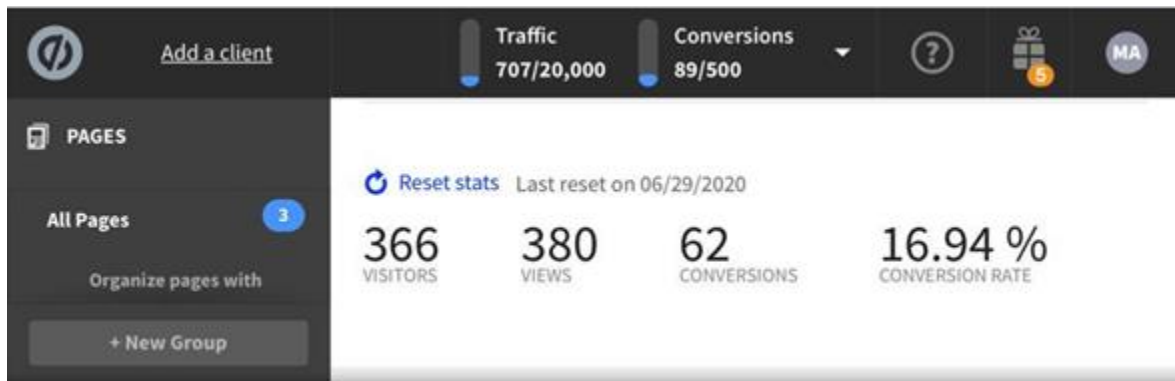 Add a client
Traffic
707/20,000
Conversions
89/500
?
5
MA
PAGES
All Pages 3
Organize pages with
+ New Group
Reset stats Last reset on 06/29/2020
366
VISITORS
380
VIEWS
62
CONVERSIONS
16.94 %
CONVERSION RATE